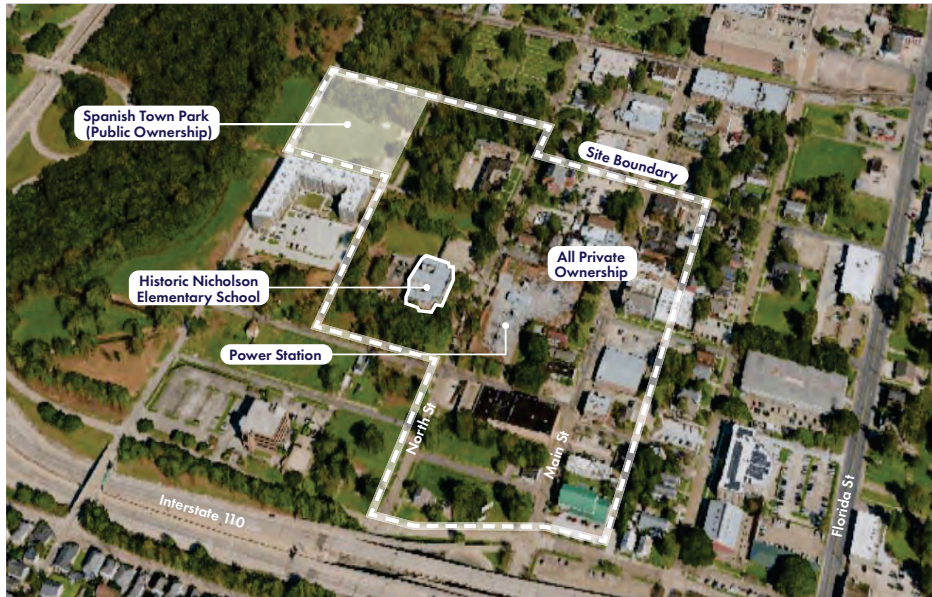 Spanish Town Park
(Public Ownership)
Site Boundary
All Private
Ownership
Historic Nicholson
Elementary School
Power Station
North St
Main St
Interstate 110
Florida St